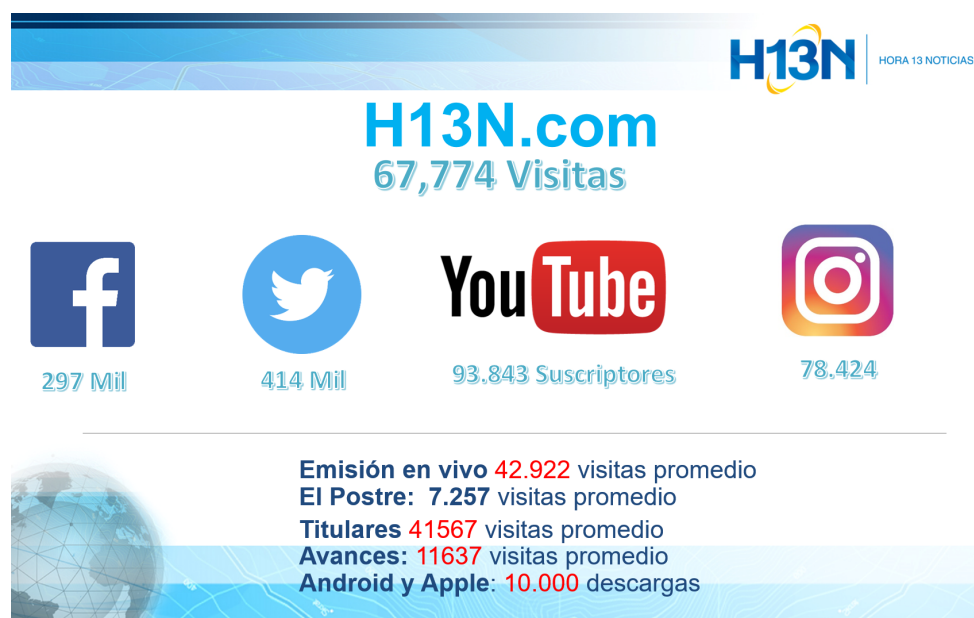 H13N
HORA 13 NOTICIAS
H13N.com
67,774 Visitas
f
You Tube
297 Mil
414 Mil
93.843 Suscriptores
78.424
Emisión en vivo 42.922 visitas promedio
El Postre: 7.257 visitas promedio
Titulares 41567 visitas promedio
Avances: 11637 visitas promedio
Android y Apple: 10.000 descargas